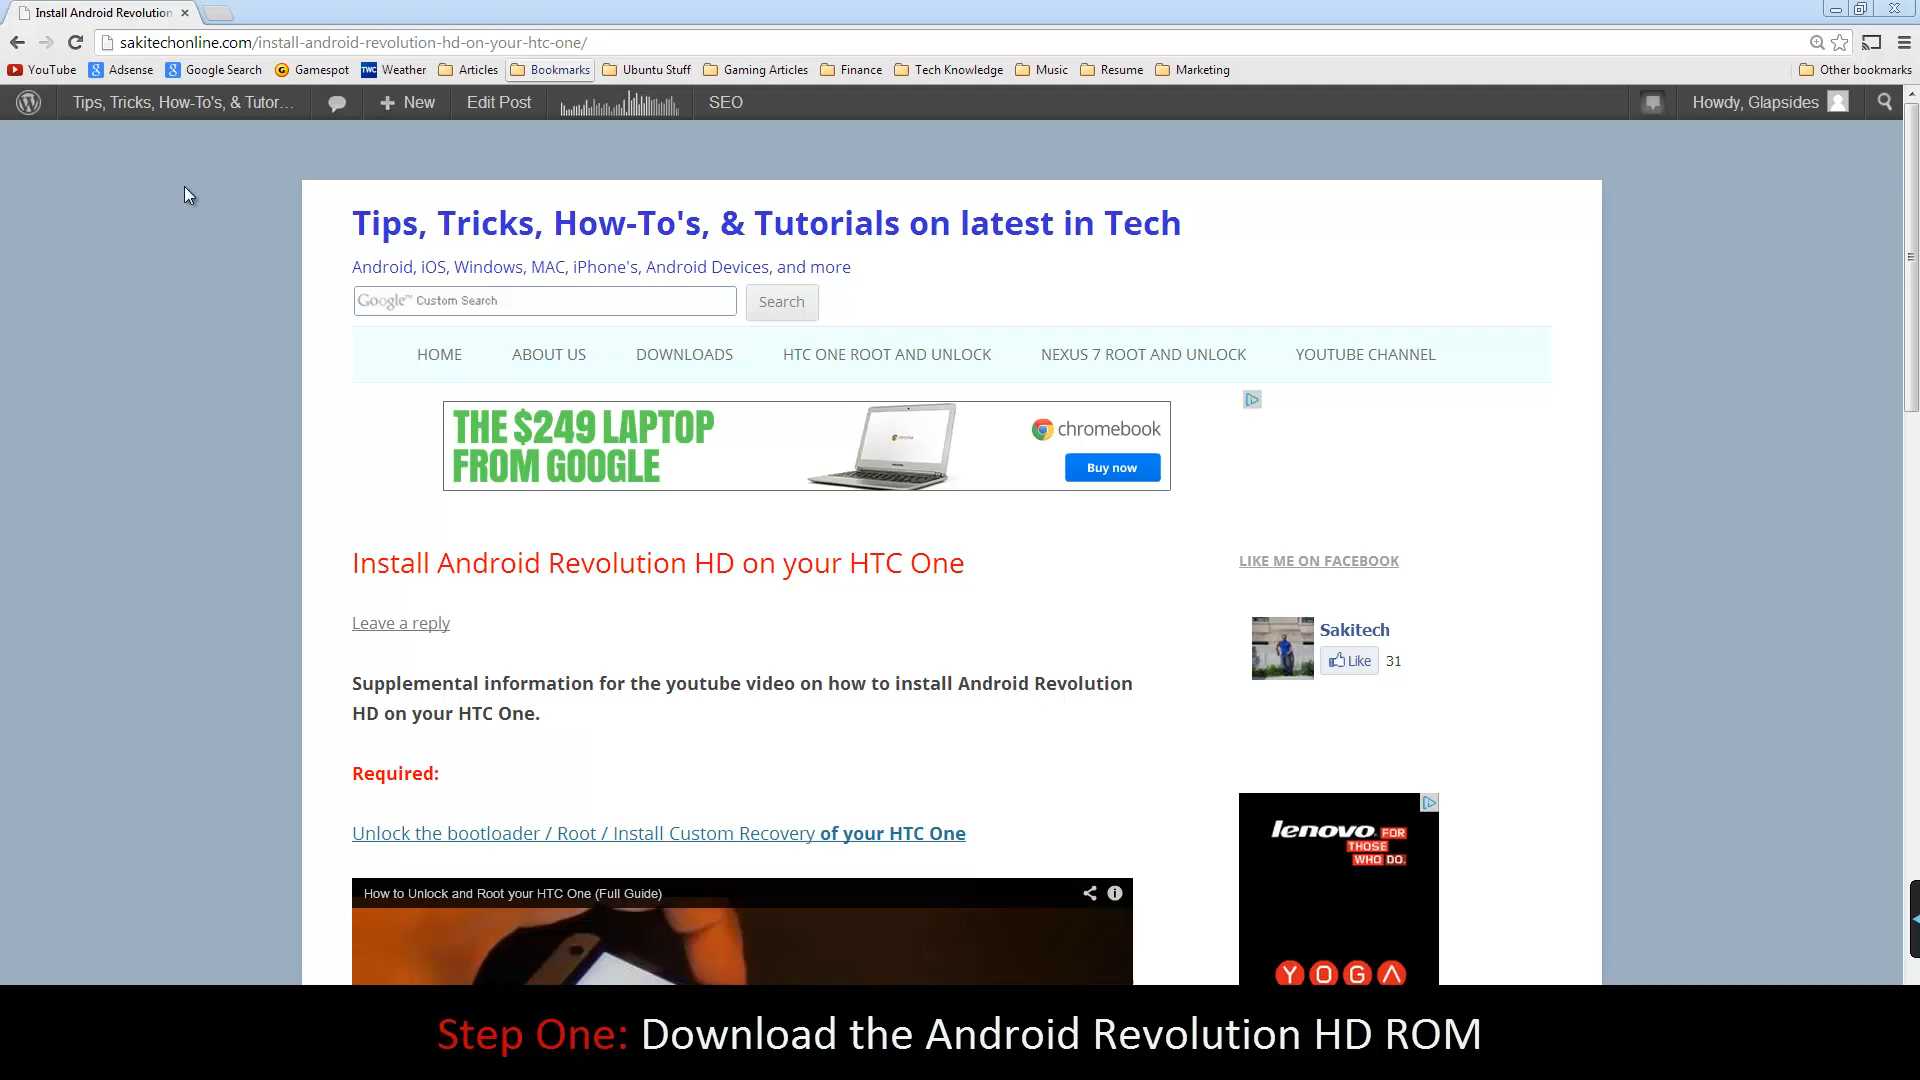 Install Android Revolution
sakitechonline.com/install-android-revolution-hd-on-your-htc-one/
YouTube Adsense Google Search Gamespot TWC Weather Articles Bookmarks Ubuntu Stuff Gaming Articles Finance Tech Knowledge Music Resume Marketing Other bookmarks
Tips, Tricks, How-To's, & Tutor... New Edit Post SEO Howdy, Glapsides
Tips, Tricks, How-To's, & Tutorials on latest in Tech
Android, iOS, Windows, MAC, iPhone's, Android Devices, and more
Google™ Custom Search Search
HOME ABOUT US DOWNLOADS HTC ONE ROOT AND UNLOCK NEXUS 7 ROOT AND UNLOCK YOUTUBE CHANNEL
THE $249 LAPTOP
FROM GOOGLE
chrome
chromebook
Buy now
Install Android Revolution HD on your HTC One
Leave a reply
Supplemental information for the youtube video on how to install Android Revolution
HD on your HTC One.
Required:
Unlock the bootloader / Root / Install Custom Recovery of your HTC One
How to Unlock and Root your HTC One (Full Guide)
LIKE ME ON FACEBOOK
Sakitech
Like 31
lenovo FOR
THOSE
WHO DO.
YOGA
Step One: Download the Android Revolution HD ROM